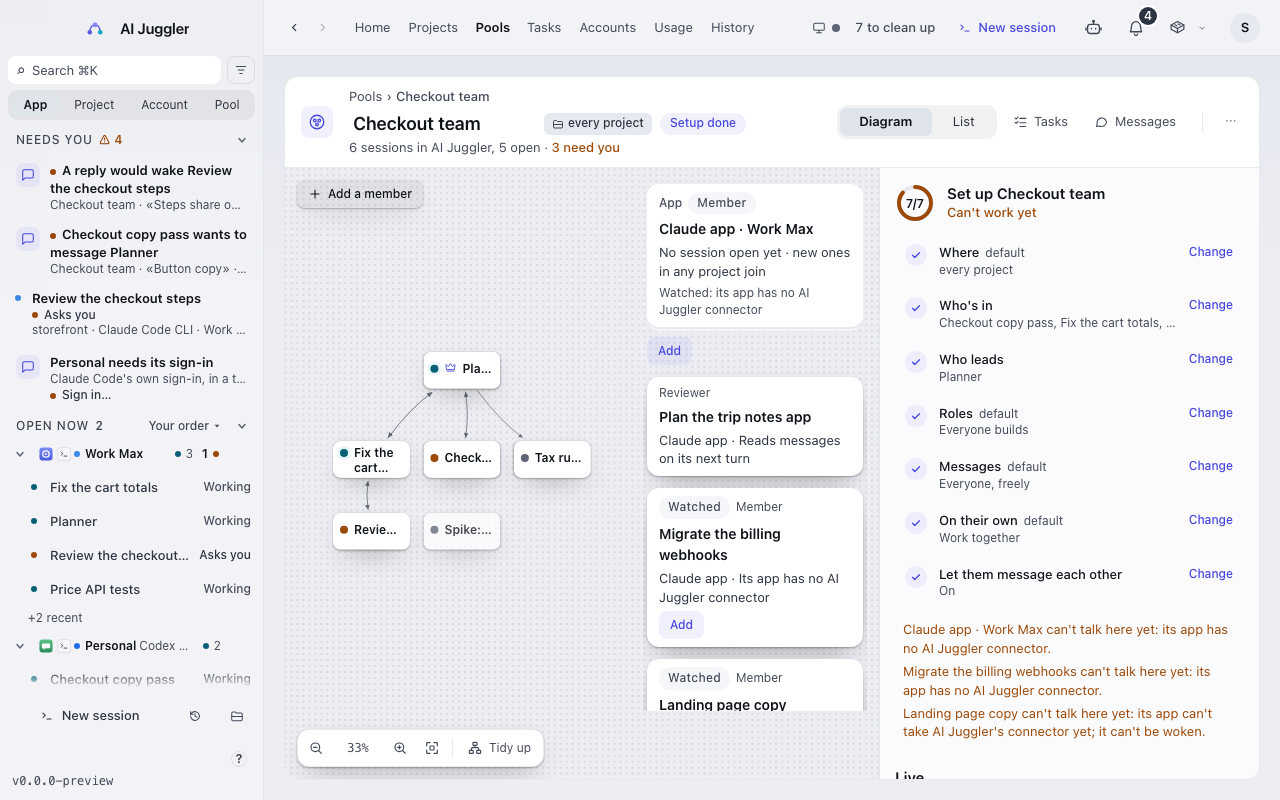 AI Juggler
Search ⌘K
App Project Account Pool
NEEDS YOU 4
A reply would wake Review
the checkout steps
Checkout team · «Steps share o...
Checkout copy pass wants to
message Planner
Checkout team · «Button copy» ·...
Review the checkout steps
Asks you
storefront · Claude Code CLI · Work ...
Personal needs its sign-in
Claude Code's own sign-in, in a t...
Sign in...
OPEN NOW 2 Your order
Work Max 3 1
Fix the cart totals Working
Planner Working
Review the checkout... Asks you
Price API tests Working
+2 recent
Personal Codex ... 2
Checkout copy pass Working
New session
?
v0.0.0-preview
Home Projects Pools Tasks Accounts Usage History
7 to clean up
New session
4
S
Pools › Checkout team
Checkout team every project Setup done
6 sessions in AI Juggler, 5 open · 3 need you
Diagram List Tasks Messages ...
Add a member
Pla...
Fix the
cart...
Check...
Tax ru...
Revie...
Spike:...
33% Tidy up
App Member
Claude app · Work Max
No session open yet · new ones
in any project join
Watched: its app has no AI
Juggler connector
Add
Reviewer
Plan the trip notes app
Claude app · Reads messages
on its next turn
Watched Member
Migrate the billing
webhooks
Claude app · Its app has no AI
Juggler connector
Add
Watched Member
Landing page copy
7/7 Set up Checkout team
Can't work yet
Where default Change
every project
Who's in Change
Checkout copy pass, Fix the cart totals, ...
Who leads Change
Planner
Roles default Change
Everyone builds
Messages default Change
Everyone, freely
On their own default Change
Work together
Let them message each other Change
On
Claude app · Work Max can't talk here yet: its app has
no AI Juggler connector.
Migrate the billing webhooks can't talk here yet: its
app has no AI Juggler connector.
Landing page copy can't talk here yet: its app can't
take AI Juggler's connector yet; it can't be woken.
Live